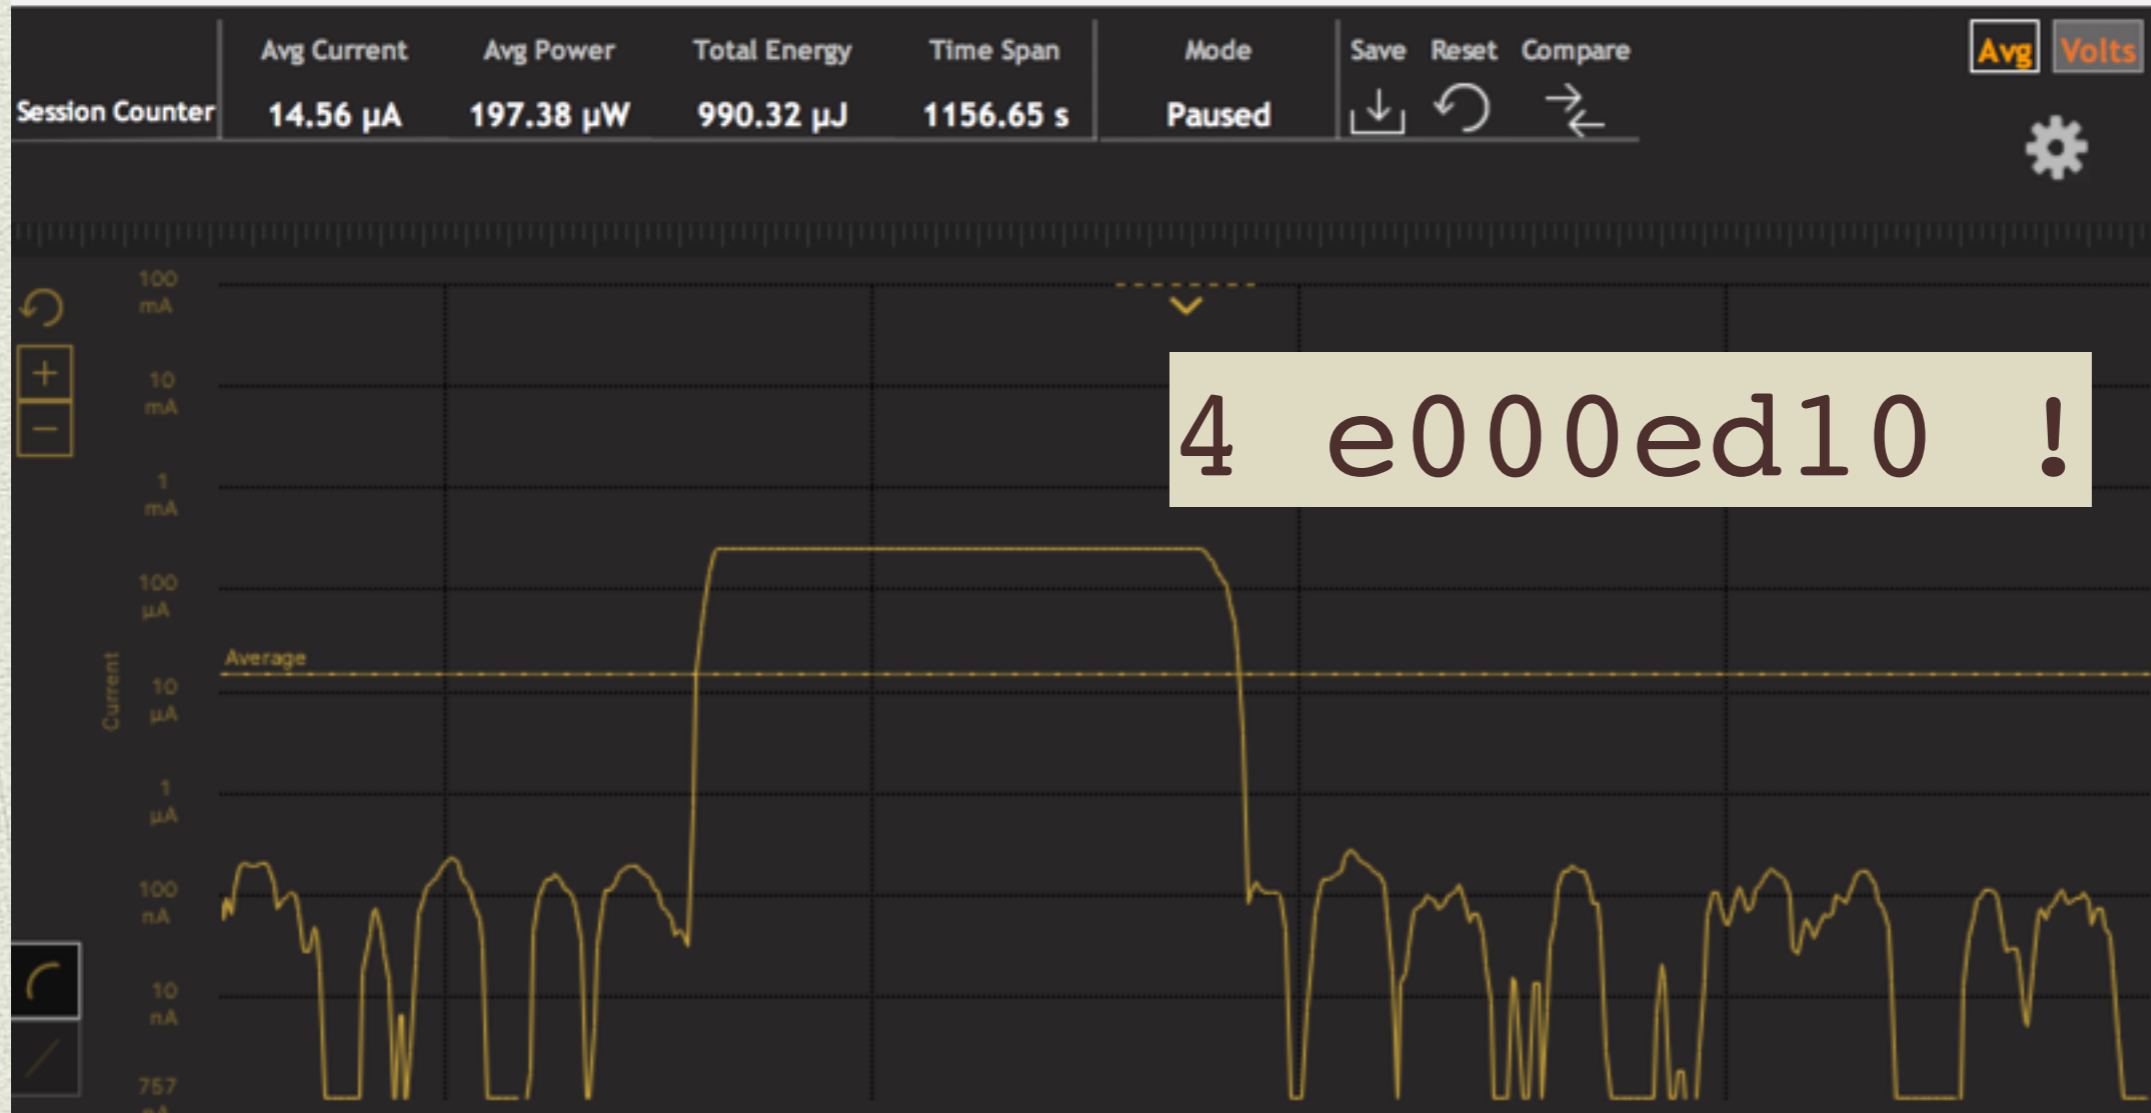 Avg Current Avg Power Total Energy Time Span Mode Save Reset Compare Avg Volts
Session Counter 14.56 µA 197.38 µW 990.32 µJ 1156.65 s Paused
100
mA
10
mA
1
mA
4 e000ed10 !
100
µA
Average
10
µA
Current
1
µA
100
nA
10
nA
757